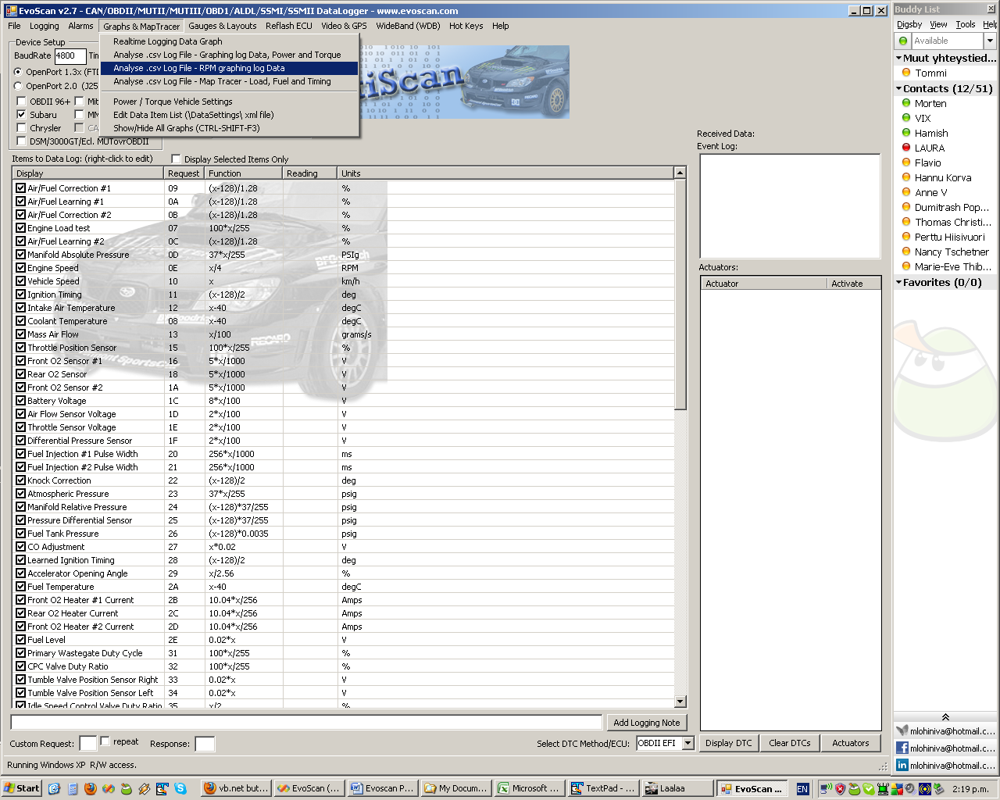 EvoScan v2.7 - CAN/OBDII/MUTII/MUTIII/OBD1/ALDL/SSMI/SSMII DataLogger - www.evoscan.com
File Logging Alarms Graphs & MapTracer Gauges & Layouts Reflash ECU Video & GPS WideBand (WDB) Hot Keys Help
Realtime Logging Data Graph
Analyse .csv Log File - Graphing log Data, Power and Torque
Analyse .csv Log File - RPM graphing log Data
Analyse .csv Log File - Map Tracer - Load, Fuel and Timing
Power / Torque Vehicle Settings
Edit Data Item List (\DataSettings\ xml file)
Show/Hide All Graphs (CTRL-SHIFT-F3)
Device Setup
BaudRate 4800
OpenPort 1.3x
OpenPort 2.0
OBDII 96+
Subaru
Chrysler
DSM/3000GT/Ecl. MUTovrOBDII
Items to Data Log: (right-click to edit) Display Selected Items Only
Display Request Function Reading Units
Air/Fuel Correction #1 09 (x-128)/1.28 %
Air/Fuel Learning #1 0A (x-128)/1.28 %
Air/Fuel Correction #2 0B (x-128)/1.28 %
Engine Load test 07 100*x/255 %
Air/Fuel Learning #2 0C (x-128)/1.28 %
Manifold Absolute Pressure 0D 37*x/255 PSIg
Engine Speed 0E x/4 RPM
Vehicle Speed 10 x km/h
Ignition Timing 11 (x-128)/2 deg
Intake Air Temperature 12 x-40 degC
Coolant Temperature 08 x-40 degC
Mass Air Flow 13 x/100 grams/s
Throttle Position Sensor 15 100*x/255 %
Front O2 Sensor #1 16 5*x/1000 V
Rear O2 Sensor 18 5*x/1000 V
Front O2 Sensor #2 1A 5*x/1000 V
Battery Voltage 1C 8*x/100 V
Air Flow Sensor Voltage 1D 2*x/100 V
Throttle Sensor Voltage 1E 2*x/100 V
Differential Pressure Sensor 1F 2*x/100 V
Fuel Injection #1 Pulse Width 20 256*x/1000 ms
Fuel Injection #2 Pulse Width 21 256*x/1000 ms
Knock Correction 22 (x-128)/2 deg
Atmospheric Pressure 23 37*x/255 psig
Manifold Relative Pressure 24 (x-128)*37/255 psig
Pressure Differential Sensor 25 (x-128)*37/255 psig
Fuel Tank Pressure 26 (x-128)*0.0035 psig
CO Adjustment 27 x*0.02 V
Learned Ignition Timing 28 (x-128)/2 deg
Accelerator Opening Angle 29 x/2.56 %
Fuel Temperature 2A x-40 degC
Front O2 Heater #1 Current 2B 10.04*x/256 Amps
Rear O2 Heater Current 2C 10.04*x/256 Amps
Front O2 Heater #2 Current 2D 10.04*x/256 Amps
Fuel Level 2E 0.02*x V
Primary Wastegate Duty Cycle 31 100*x/255 %
CPC Valve Duty Ratio 32 100*x/255 %
Tumble Valve Position Sensor Right 33 0.02*x V
Tumble Valve Position Sensor Left 34 0.02*x V
Idle Speed Control Valve Duty Ratio 35 x/2 %
Add Logging Note
Custom Request: repeat Response: Select DTC Method/ECU: OBDII EFI
Running Windows XP R/W access.
Received Data:
Event Log:
Actuators:
Actuator Activate
Display DTC Clear DTCs Actuators
Buddy List
Digsby View Tools Help
Available
Muut yhteystied...
Tommi
Contacts (12/51)
Morten
VIX
Hamish
LAURA
Flavio
Hannu Korva
Anne V
Dumitrash Pop...
Thomas Christi...
Perttu Hiisivuori
Nancy Tschetner
Marie-Eve Thib...
Favorites (0/0)
mlohiniva@hotmail.c...
mlohiniva@hotmail.c...
mlohiniva@hotmail.c...
Start vb.net but... EvoScan (... Evoscan P... My Docum... Microsoft ... TextPad - ... Laalaa EvoScan ... EN 2:19 p.m.